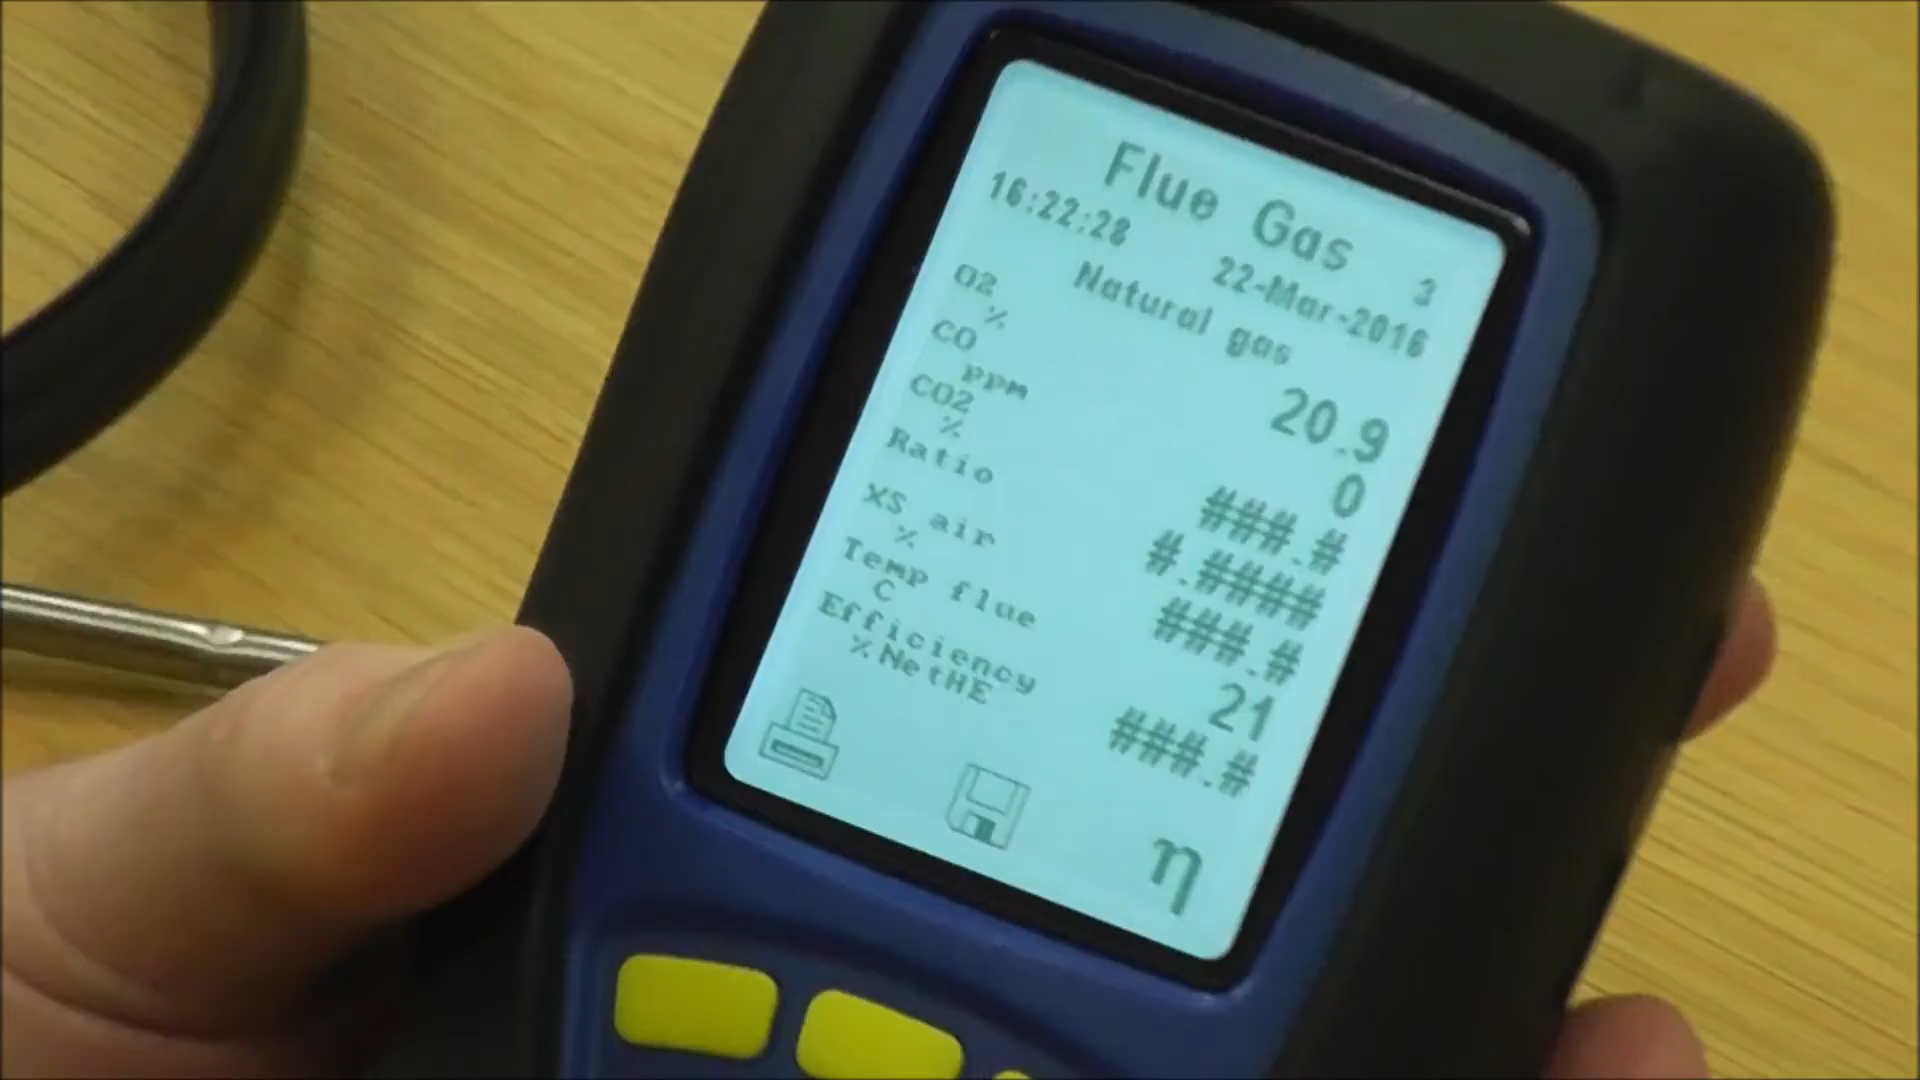 Flue Gas 3
16:22:28 22-Mar-2016
Natural gas
O2 % 20.9
CO ppm 0
CO2 % ###.#
Ratio #.####
XS air % ###.#
Temp flue C 21
Efficiency %NetHE ###.#
η